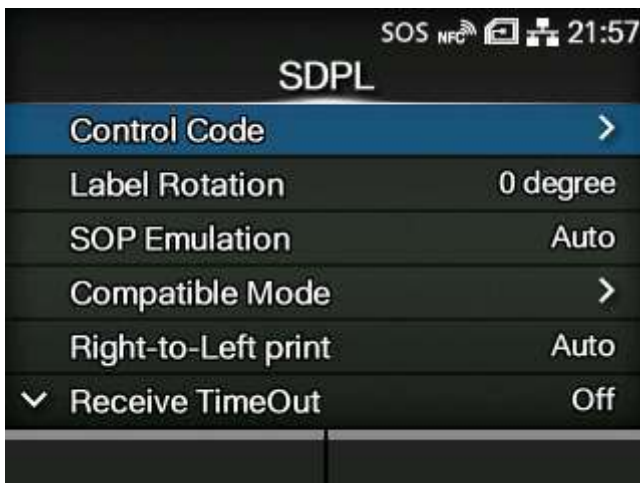 SOS NFC 21:57
SDPL
Control Code
Label Rotation 0 degree
SOP Emulation Auto
Compatible Mode
Right-to-Left print Auto
Receive TimeOut Off